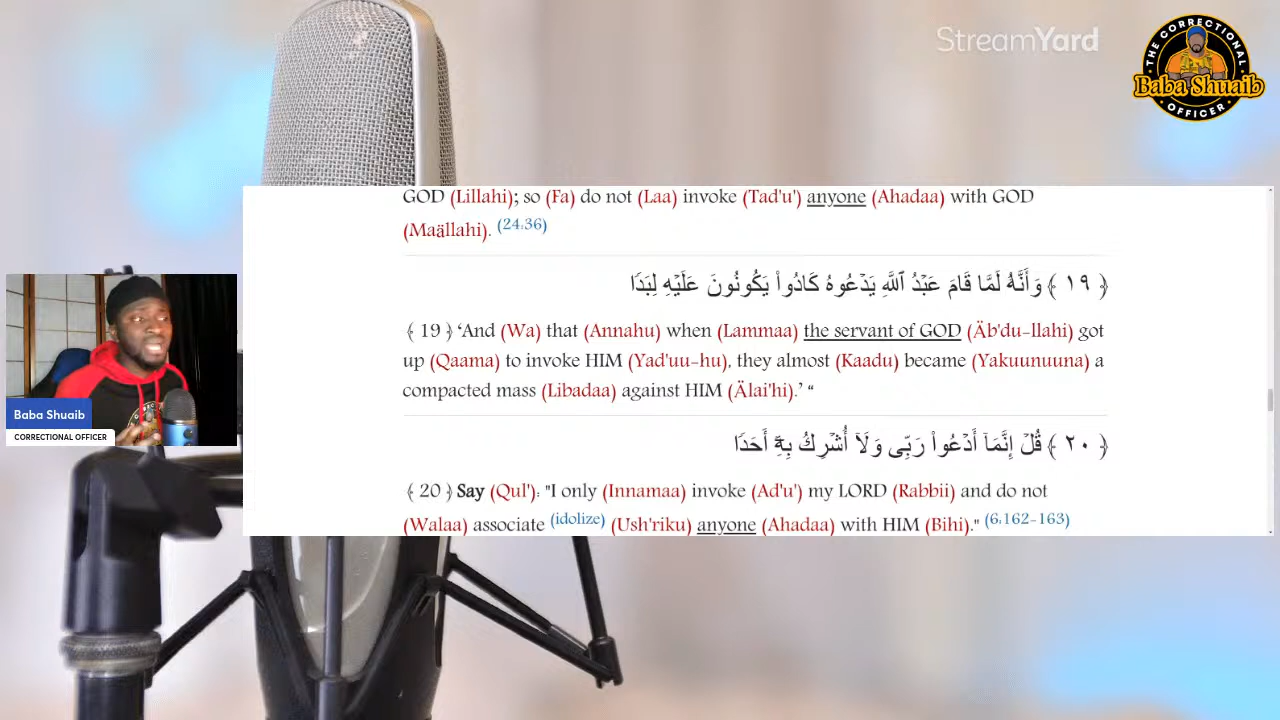 StreamYard
THE CORRECTIONAL
Baba Shuaib
OFFICER
GOD (Lillahi); so (Fa) do not (Laa) invoke (Tad'u') anyone (Ahadaa) with GOD
(Maällahi). (24:36)
﴿ ١٩ ﴾ وَأَنَّهُۥ لَمَّا قَامَ عَبْدُ ٱللَّهِ يَدْعُوهُ كَادُوا۟ يَكُونُونَ عَلَيْهِ لِبَدًا
﴾ 19 ﴿ ‘And (Wa) that (Annahu) when (Lammaa) the servant of GOD (Äb'du-llahi) got
up (Qaama) to invoke HIM (Yad'uu-hu), they almost (Kaadu) became (Yakuunuuna) a
compacted mass (Libadaa) against HIM (Älai'hi).’ “
﴿ ٢٠ ﴾ قُلْ إِنَّمَآ أَدْعُوا۟ رَبِّى وَلَآ أُشْرِكُ بِهِۦٓ أَحَدًا
﴾ 20 ﴿ Say (Qul'): "I only (Innamaa) invoke (Ad'u') my LORD (Rabbii) and do not
(Walaa) associate (idolize) (Ush'riku) anyone (Ahadaa) with HIM (Bihi)." (6:162-163)
Baba Shuaib
CORRECTIONAL OFFICER